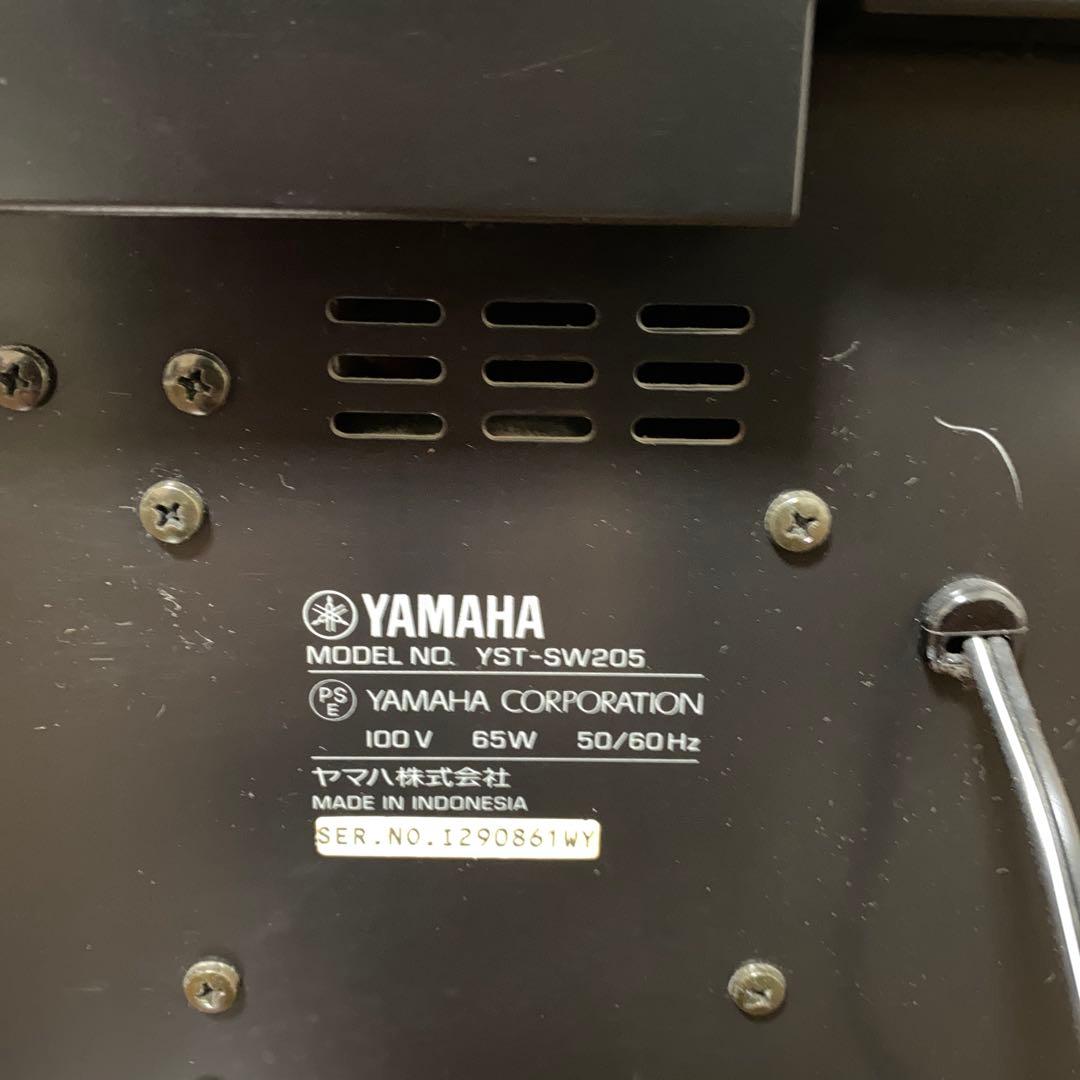 YAMAHA
MODEL NO. YST-SW205
PSE YAMAHA CORPORATION
100V 65W 50/60Hz
ヤマハ株式会社
MADE IN INDONESIA
SER.NO.I290861WY